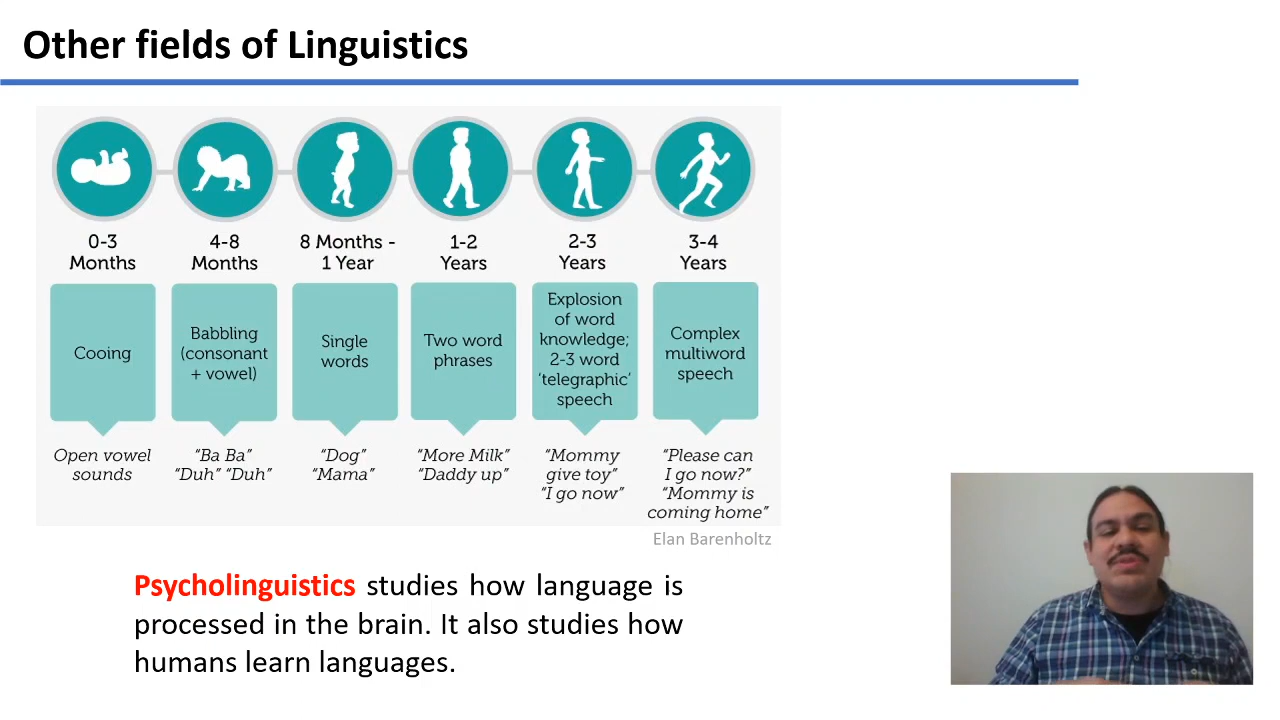 Other fields of Linguistics
0-3
Months
4-8
Months
8 Months -
1 Year
1-2
Years
2-3
Years
3-4
Years
Cooing
Babbling
(consonant
+ vowel)
Single
words
Two word
phrases
Explosion
of word
knowledge;
2-3 word
‘telegraphic’
speech
Complex
multiword
speech
Open vowel
sounds
“Ba Ba”
“Duh” “Duh”
“Dog”
“Mama”
“More Milk”
“Daddy up”
“Mommy
give toy”
“I go now”
“Please can
I go now?”
“Mommy is
coming home”
Elan Barenholtz
Psycholinguistics studies how language is
processed in the brain. It also studies how
humans learn languages.